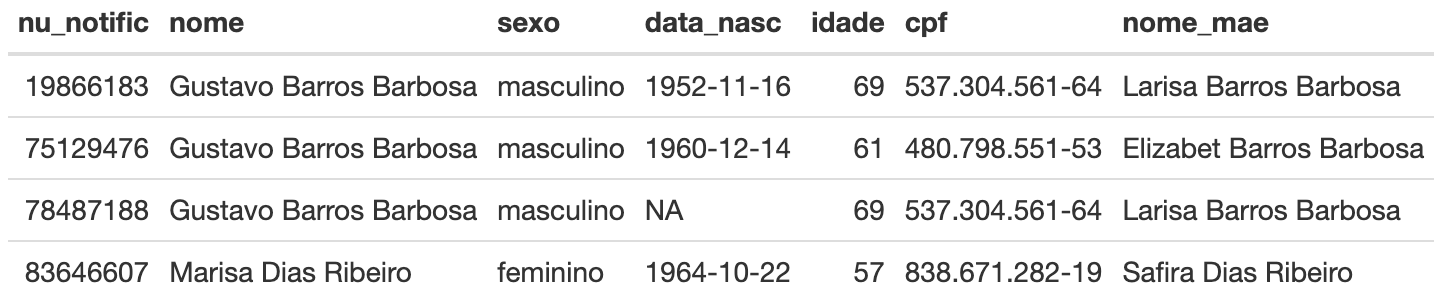 nu_notific nome sexo data_nasc idade cpf nome_mae
19866183 Gustavo Barros Barbosa masculino 1952-11-16 69 537.304.561-64 Larisa Barros Barbosa
75129476 Gustavo Barros Barbosa masculino 1960-12-14 61 480.798.551-53 Elizabet Barros Barbosa
78487188 Gustavo Barros Barbosa masculino NA 69 537.304.561-64 Larisa Barros Barbosa
83646607 Marisa Dias Ribeiro feminino 1964-10-22 57 838.671.282-19 Safira Dias Ribeiro